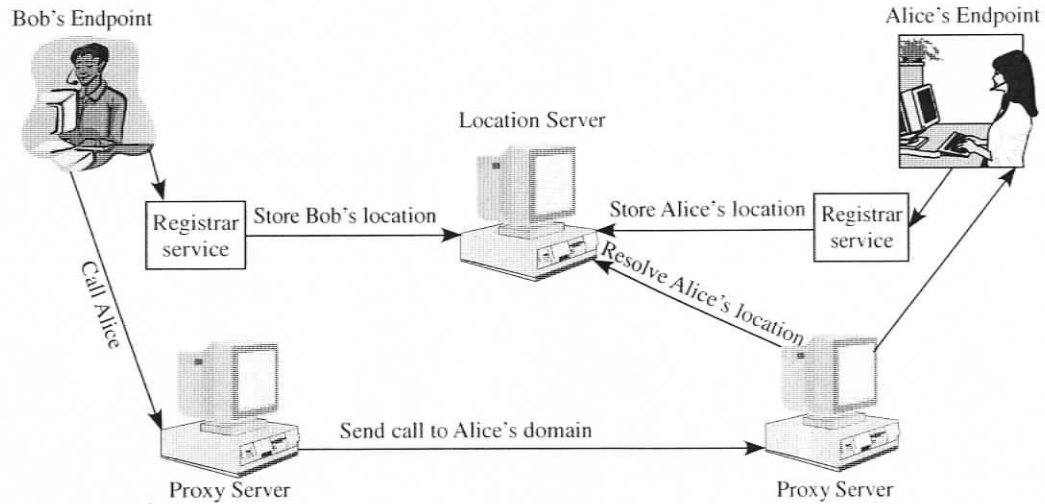 Bob's Endpoint
Alice's Endpoint
Location Server
Registrar
service
Store Bob's location
Store Alice's location
Registrar
service
Resolve Alice's location
Call Alice
Send call to Alice's domain
Proxy Server
Proxy Server